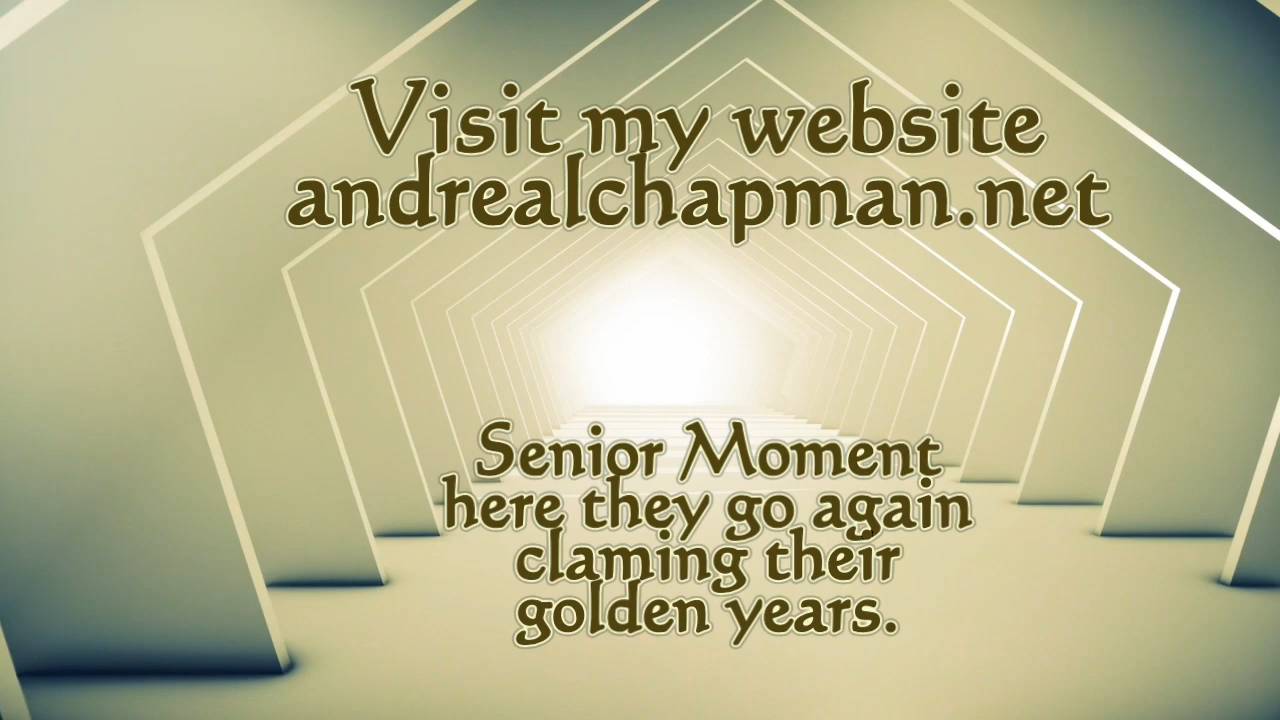 Visit my website
andrealchapman.net
Senior Moment
here they go again
claming their
golden years.